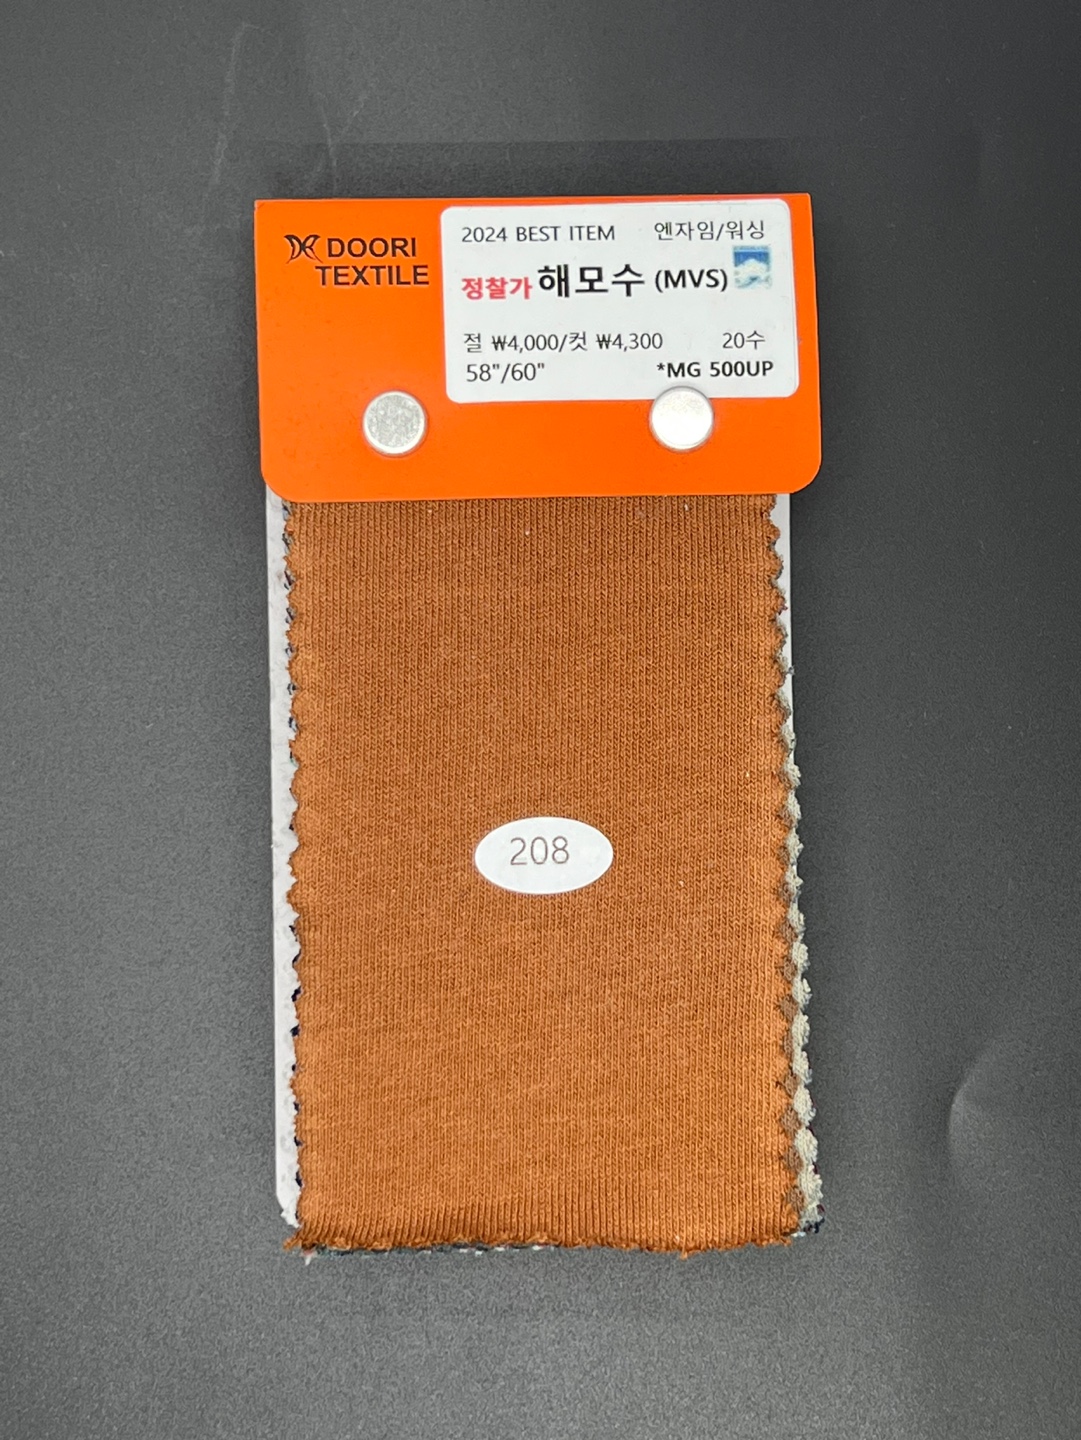 DOORI
TEXTILE
2024 BEST ITEM 엔자임/워싱
정찰가 해모수 (MVS)
절 ₩4,000/컷 ₩4,300 20수
58"/60" *MG 500UP
208